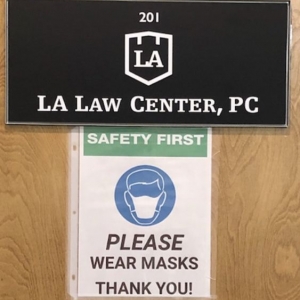 201
LA
LA LAW CENTER, PC
SAFETY FIRST
PLEASE
WEAR MASKS
THANK YOU!